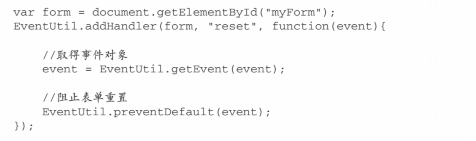 var form = document.getElementById("myForm");
EventUtil.addHandler(form, "reset", function(event){
//取得事件对象
event = EventUtil.getEvent(event);
//阻止表单重置
EventUtil.preventDefault(event);
});